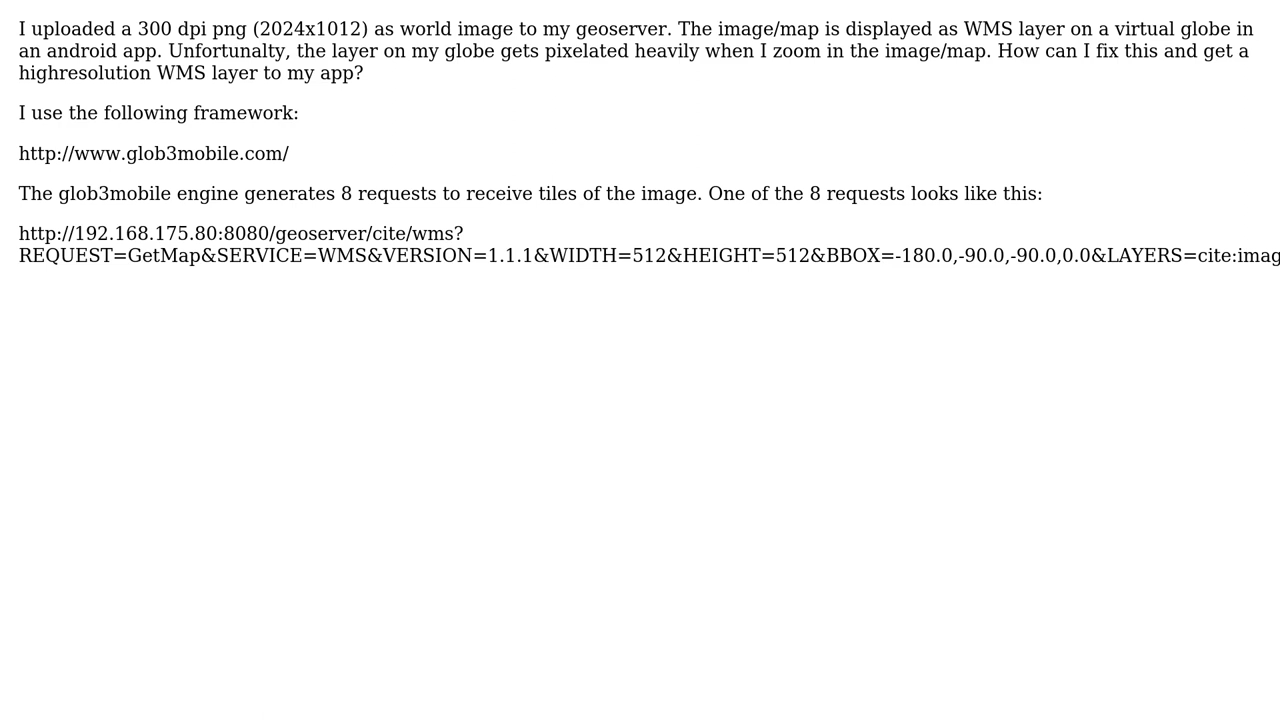 I uploaded a 300 dpi png (2024x1012) as world image to my geoserver. The image/map is displayed as WMS layer on a virtual globe in
an android app. Unfortunalty, the layer on my globe gets pixelated heavily when I zoom in the image/map. How can I fix this and get a
highresolution WMS layer to my app?
I use the following framework:
http://www.glob3mobile.com/
The glob3mobile engine generates 8 requests to receive tiles of the image. One of the 8 requests looks like this:
http://192.168.175.80:8080/geoserver/cite/wms?
REQUEST=GetMap&SERVICE=WMS&VERSION=1.1.1&WIDTH=512&HEIGHT=512&BBOX=-180.0,-90.0,-90.0,0.0&LAYERS=cite:imag